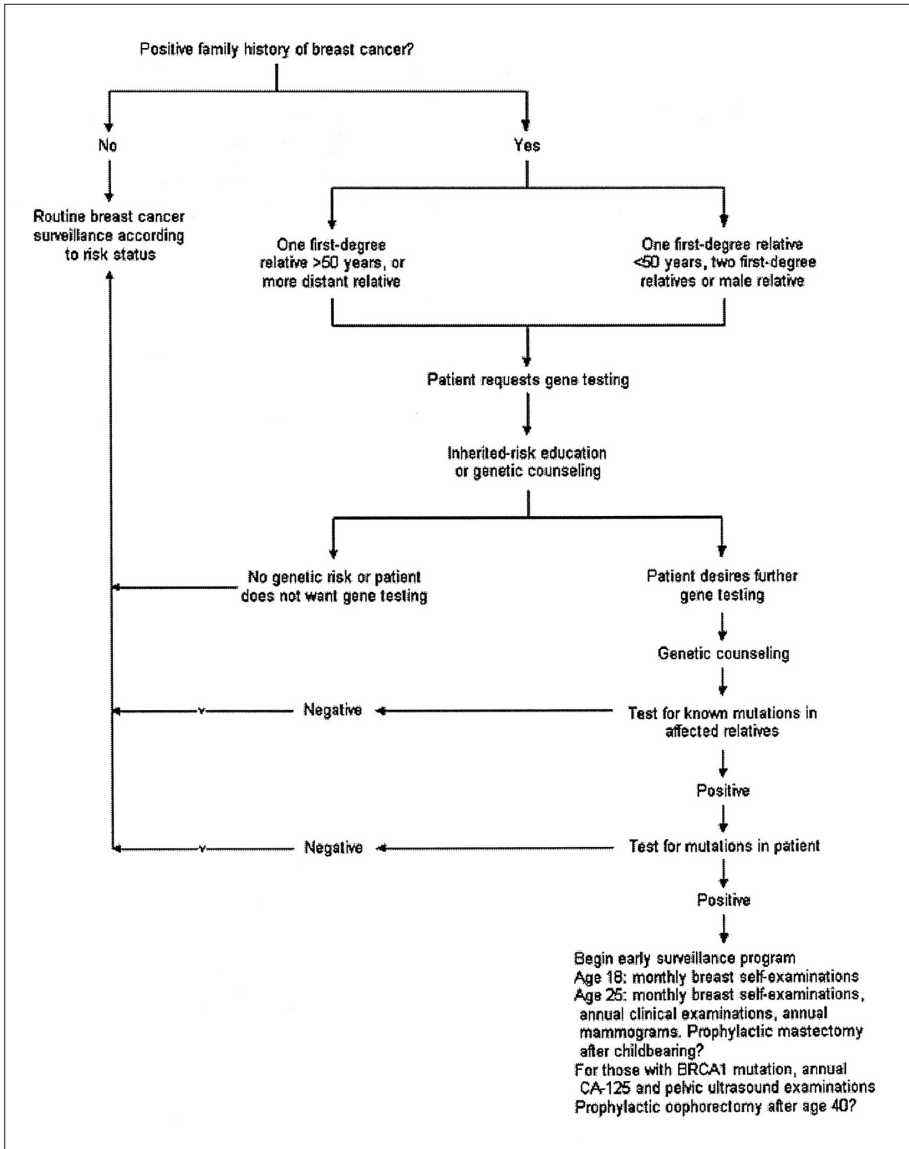 Positive family history of breast cancer?
No
Yes
Routine breast cancer
surveillance according
to risk status
One first-degree
relative >50 years, or
more distant relative
One first-degree relative
<50 years, two first-degree
relatives or male relative
Patient requests gene testing
Inherited-risk education
or genetic counseling
No genetic risk or patient
does not want gene testing
Patient desires further
gene testing
Genetic counseling
Negative
Test for known mutations in
affected relatives
Positive
Negative
Test for mutations in patient
Positive
Begin early surveillance program
Age 18: monthly breast self-examinations
Age 25: monthly breast self-examinations,
annual clinical examinations, annual
mammograms. Prophylactic mastectomy
after childbearing?
For those with BRCA1 mutation, annual
CA-125 and pelvic ultrasound examinations
Prophylactic oophorectomy after age 40?